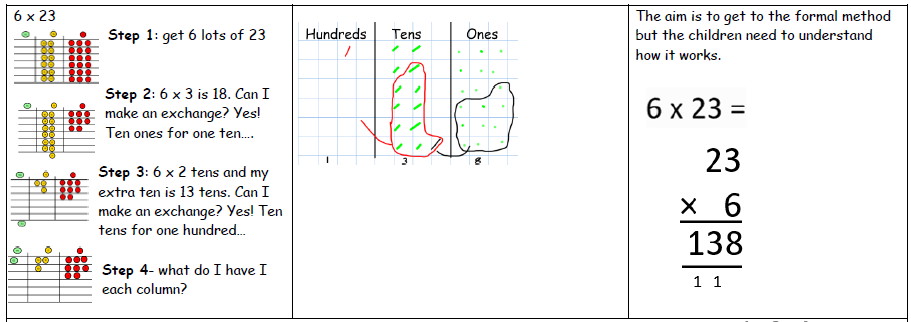 6 x 23
Step 1: get 6 lots of 23
Step 2: 6 x 3 is 18. Can I
make an exchange? Yes!
Ten ones for one ten....
Step 3: 6 x 2 tens and my
extra ten is 13 tens. Can I
make an exchange? Yes! Ten
tens for one hundred...
Step 4- what do I have I
each column?
Hundreds Tens Ones
1 3 8
The aim is to get to the formal method
but the children need to understand
how it works.
6 x 23 =
23
× 6
138
1 1